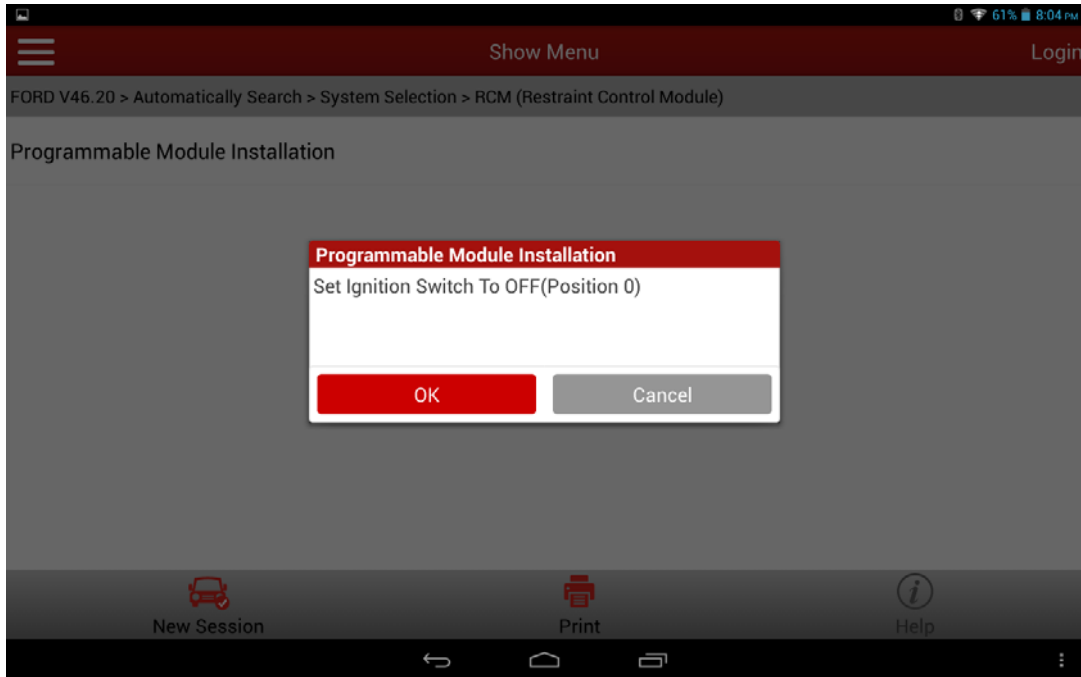 61% 8:04 PM
Show Menu
Login
FORD V46.20 > Automatically Search > System Selection > RCM (Restraint Control Module)
Programmable Module Installation
Programmable Module Installation
Set Ignition Switch To OFF(Position 0)
OK
Cancel
New Session
Print
Help